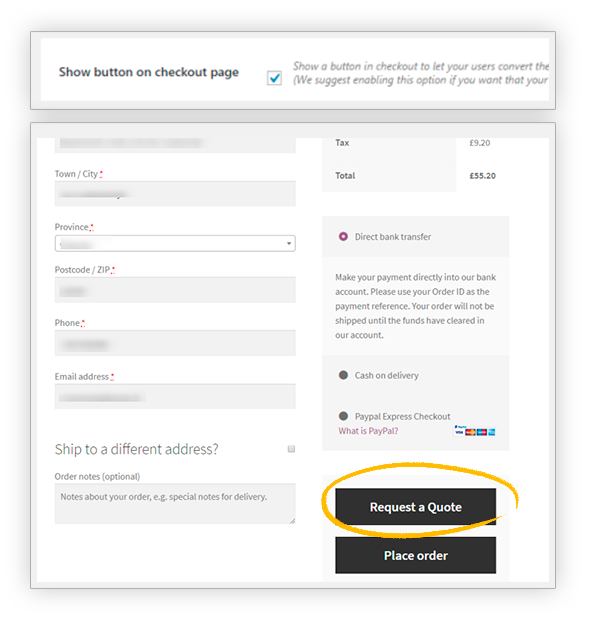 Show button on checkout page
Show a button in checkout to let your users convert the
(We suggest enabling this option if you want that your
Town / City *
Province *
Postcode / ZIP *
Phone *
Email address *
Ship to a different address?
Order notes (optional)
Notes about your order, e.g. special notes for delivery.
Tax £9.20
Total £55.20
Direct bank transfer
Make your payment directly into our bank
account. Please use your Order ID as the
payment reference. Your order will not be
shipped until the funds have cleared in
our account.
Cash on delivery
Paypal Express Checkout
What is PayPal?
PayPal
VISA
Request a Quote
Place order